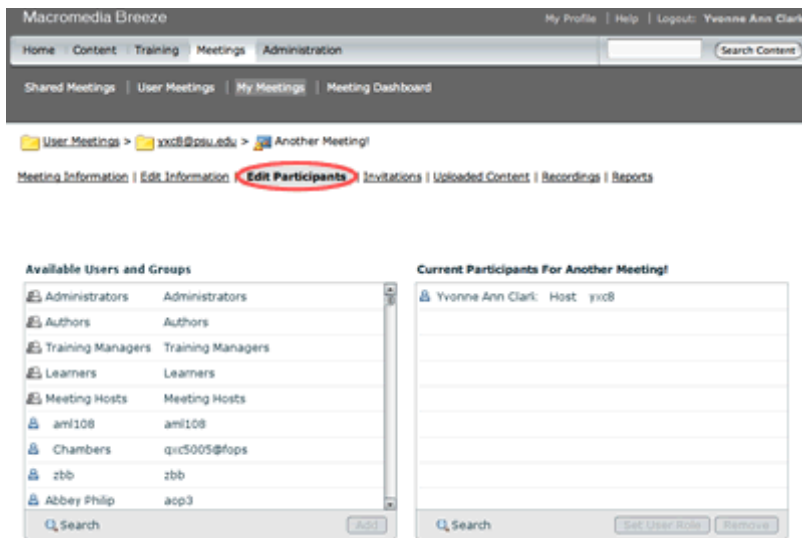 Macromedia Breeze My Profile | Help | Logout: Yvonne Ann Clark
Home Content Training Meetings Administration Search Content
Shared Meetings | User Meetings | My Meetings | Meeting Dashboard
User Meetings > yxc8@psu.edu > Another Meeting!
Meeting Information | Edit Information | Edit Participants | Invitations | Uploaded Content | Recordings | Reports
Available Users and Groups Current Participants For Another Meeting!
Administrators Administrators Yvonne Ann Clark Host yxc8
Authors Authors
Training Managers Training Managers
Learners Learners
Meeting Hosts Meeting Hosts
aml108 aml108
Chambers qxc5005@fops
zbb zbb
Abbey Philip aop3
Search Add Search Set User Role Remove